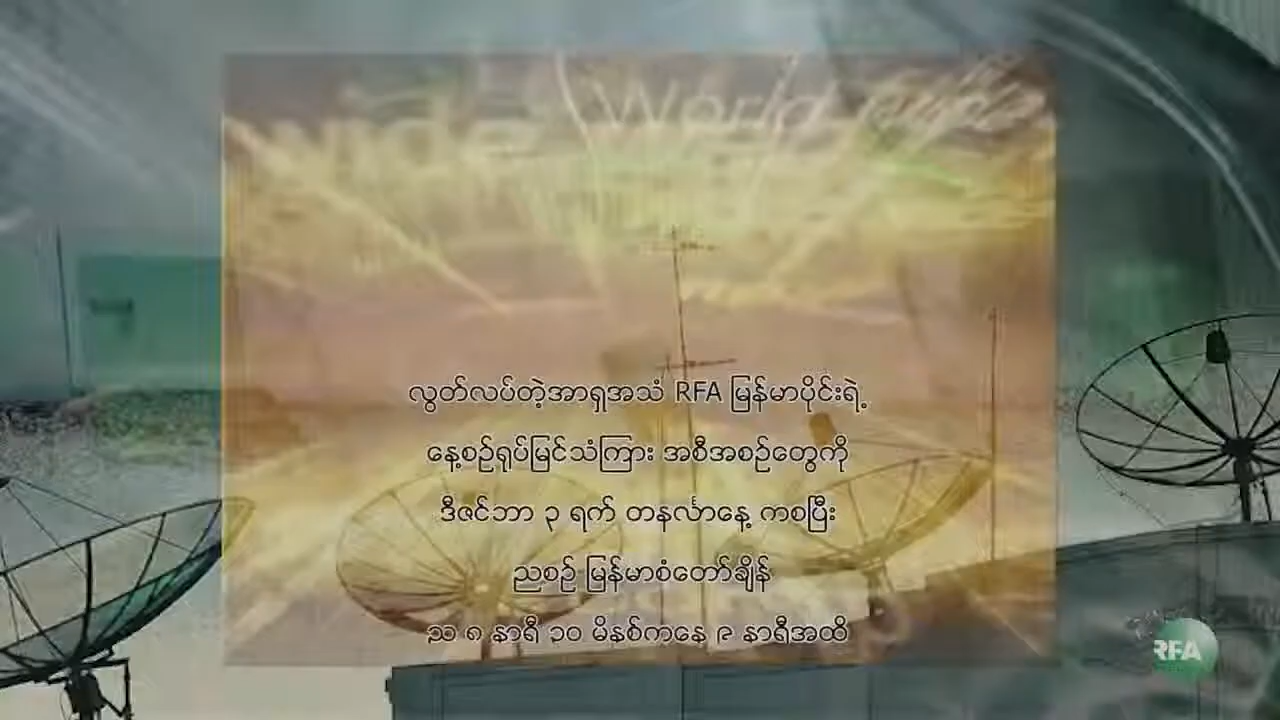 World
လွတ်လပ်တဲ့အာရှအသံ RFA မြန်မာပိုင်းရဲ့
နေ့စဉ်ရုပ်မြင်သံကြား အစီအစဉ်တွေကို
ဒီဇင်ဘာ ၃ ရက် တနင်္လာနေ့ ကစပြီး
ညစဉ် မြန်မာစံတော်ချိန်
ည ၈ နာရီ ၃၀ မိနစ်ကနေ ၉ နာရီအထိ
RFA